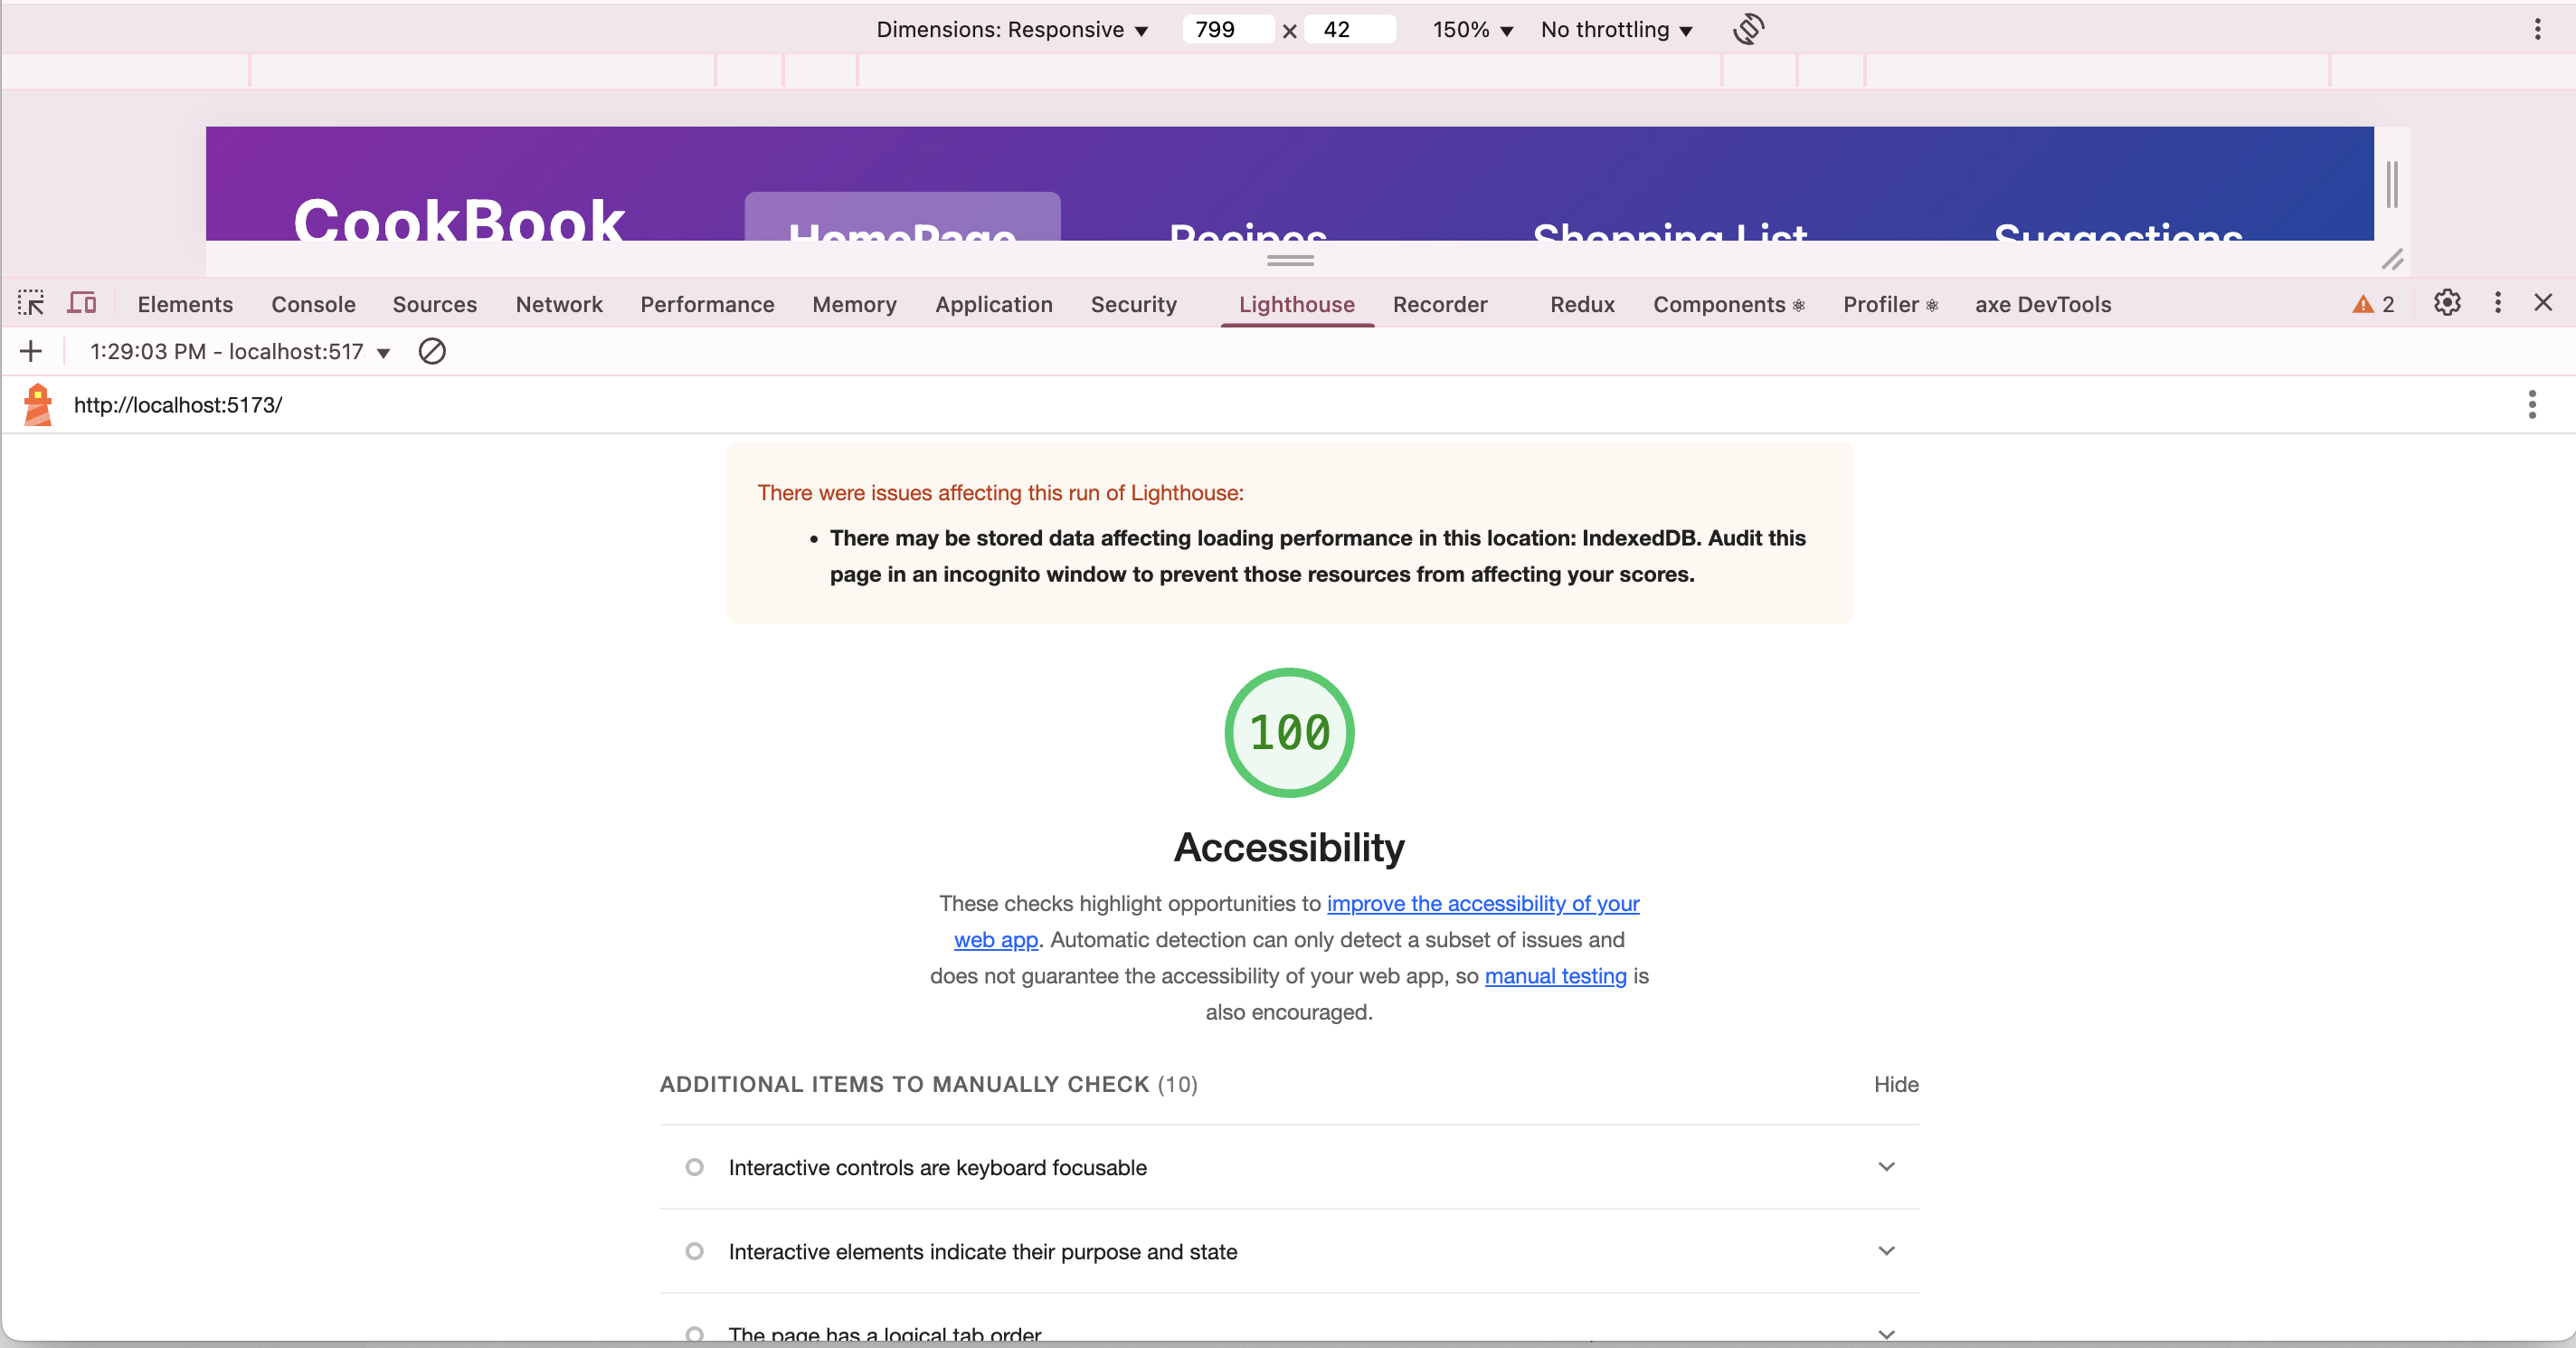 Dimensions: Responsive ▼ 799 × 42 150% ▼ No throttling ▼
CookBook HomePage Recipes Shopping List Suggestions
Elements Console Sources Network Performance Memory Application Security Lighthouse Recorder Redux Components ⚛ Profiler ⚛ axe DevTools 2
1:29:03 PM - localhost:517 ▼
http://localhost:5173/
There were issues affecting this run of Lighthouse:
• There may be stored data affecting loading performance in this location: IndexedDB. Audit this
page in an incognito window to prevent those resources from affecting your scores.
100
Accessibility
These checks highlight opportunities to improve the accessibility of your
web app. Automatic detection can only detect a subset of issues and
does not guarantee the accessibility of your web app, so manual testing is
also encouraged.
ADDITIONAL ITEMS TO MANUALLY CHECK (10) Hide
Interactive controls are keyboard focusable
Interactive elements indicate their purpose and state
The page has a logical tab order